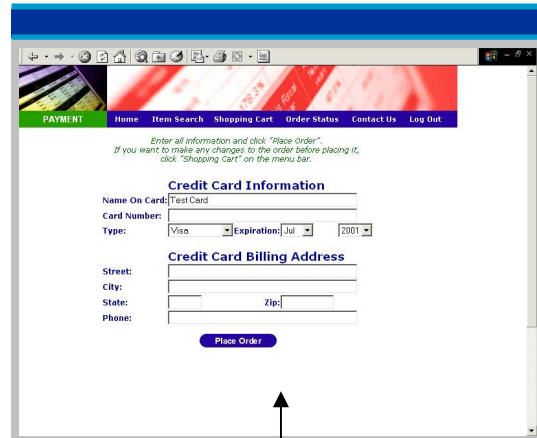 PAYMENT Home Item Search Shopping Cart Order Status Contact Us Log Out
Enter all information and click "Place Order".
If you want to make any changes to the order before placing it,
click "Shopping Cart" on the menu bar.
Credit Card Information
Name On Card: Test Card
Card Number:
Type: Visa Expiration: Jul 2001
Credit Card Billing Address
Street:
City:
State: Zip:
Phone:
Place Order